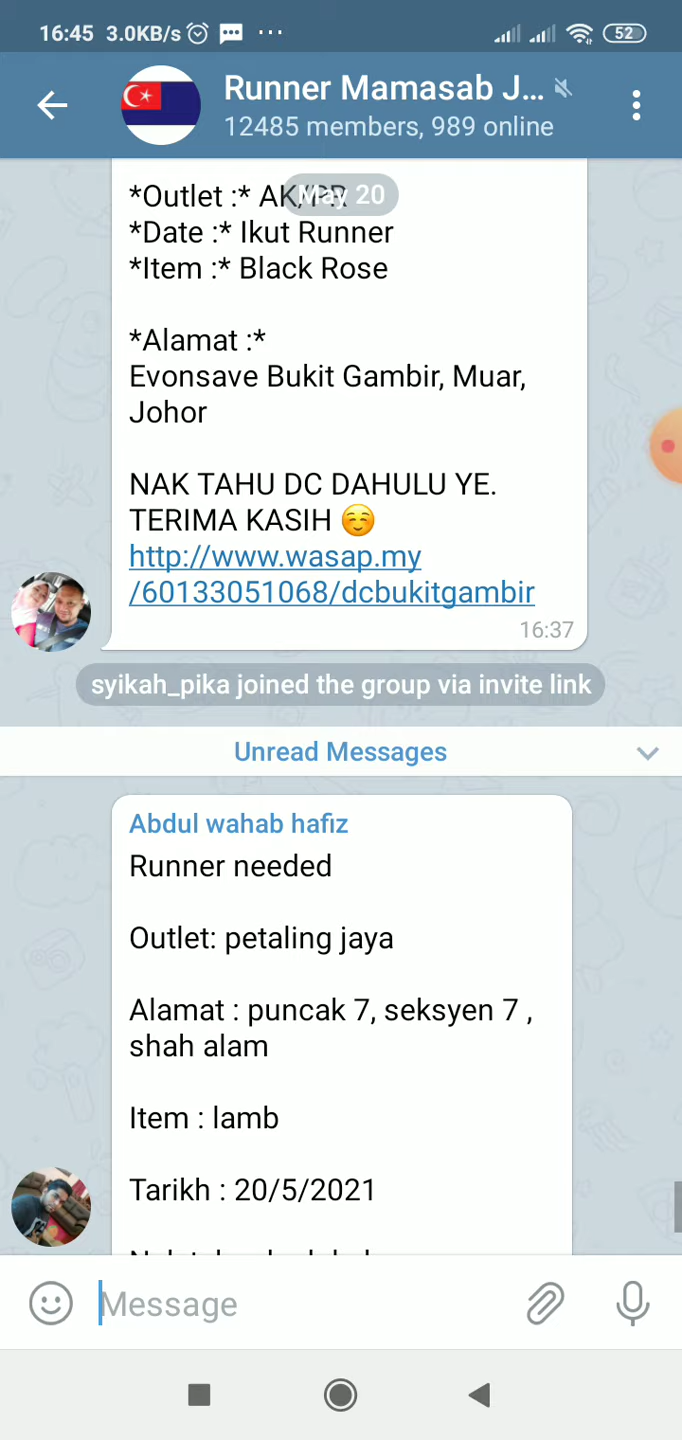 16:45 3.0KB/s ...
52
Runner Mamasab J...
12485 members, 989 online
May 20
*Outlet :* AK/PR
*Date :* Ikut Runner
*Item :* Black Rose
*Alamat :*
Evonsave Bukit Gambir, Muar,
Johor
NAK TAHU DC DAHULU YE.
TERIMA KASIH ☺️
http://www.wasap.my
/60133051068/dcbukitgambir
16:37
syikah_pika joined the group via invite link
Unread Messages
Abdul wahab hafiz
Runner needed
Outlet: petaling jaya
Alamat : puncak 7, seksyen 7 ,
shah alam
Item : lamb
Tarikh : 20/5/2021
Message